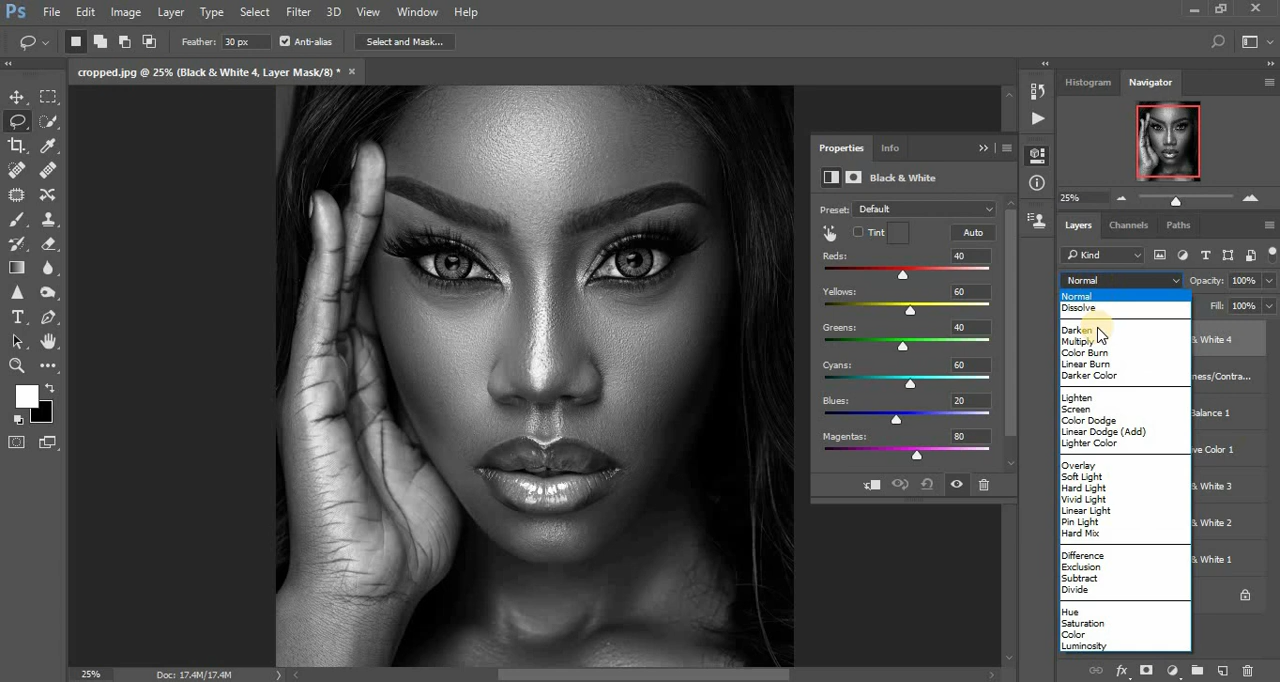 Ps File Edit Image Layer Type Select Filter 3D View Window Help
Feather: 30 px Anti-alias Select and Mask...
cropped.jpg @ 25% (Black & White 4, Layer Mask/8) * ×
Histogram Navigator
25%
Properties Info
Black & White
Preset: Default
Tint Auto
Reds: 40
Yellows: 60
Greens: 40
Cyans: 60
Blues: 20
Magentas: 80
Layers Channels Paths
Kind
Normal Opacity: 100%
Fill: 100%
Normal
Dissolve
Darken
Multiply
Color Burn
Linear Burn
Darker Color
Lighten
Screen
Color Dodge
Linear Dodge (Add)
Lighter Color
Overlay
Soft Light
Hard Light
Vivid Light
Linear Light
Pin Light
Hard Mix
Difference
Exclusion
Subtract
Divide
Hue
Saturation
Color
Luminosity
& White 4
ness/Contra...
Balance 1
ve Color 1
& White 3
& White 2
& White 1
25% Doc: 17.4M/17.4M